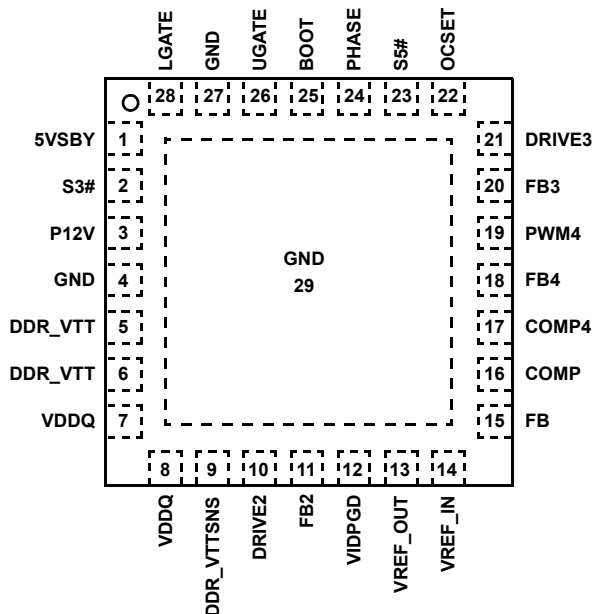 LGATE
GND
UGATE
BOOT
PHASE
S5#
OCSET
28 27 26 25 24 23 22
5VSBY 1
S3# 2
P12V 3
GND 4
DDR_VTT 5
DDR_VTT 6
VDDQ 7
GND
29
21 DRIVE3
20 FB3
19 PWM4
18 FB4
17 COMP4
16 COMP
15 FB
8 9 10 11 12 13 14
VDDQ
DDR_VTTSNS
DRIVE2
FB2
VIDPGD
VREF_OUT
VREF_IN